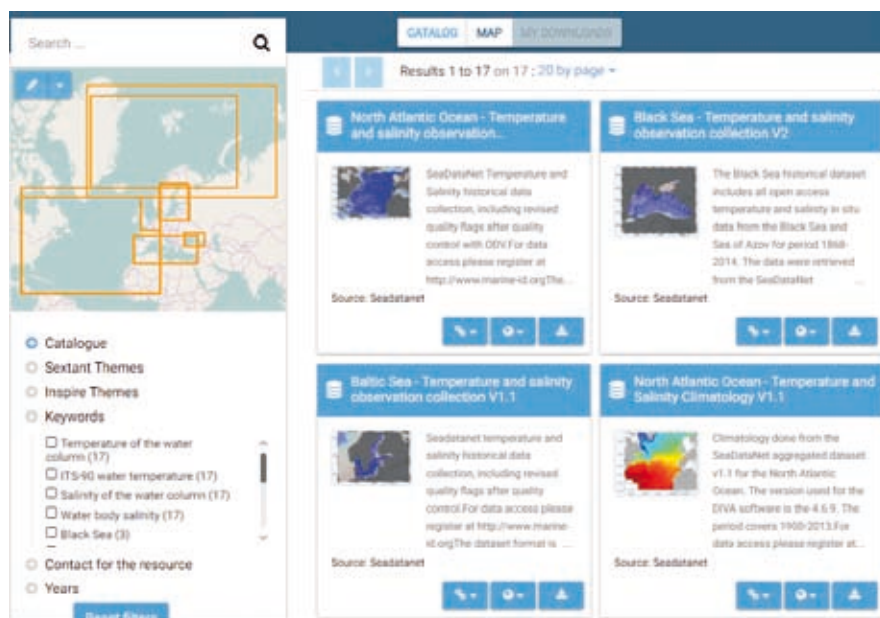 Search ...
CATALOG MAP MY DOWNLOADS
Results 1 to 17 on 17 : 20 by page
Catalogue
Sextant Themes
Inspire Themes
Keywords
Temperature of the water
column (17)
ITS-90 water temperature (17)
Salinity of the water column (17)
Water body salinity (17)
Black Sea (3)
Contact for the resource
Years
Reset filters
North Atlantic Ocean - Temperature
and salinity observation...
SeaDataNet Temperature and
Salinity historical data
collection, including revised
quality flags after quality
control with ODV.For data
access please register at
http://www.marine-id.orgThe...
Source: Seadatanet
Black Sea - Temperature and salinity
observation collection V2
The Black Sea historical dataset
includes all open access
temperature and salinity in situ
data from the Black Sea and
Sea of Azov for period 1868-
2014. The data were retrieved
from the SeaDataNet ...
Source: Seadatanet
Baltic Sea - Temperature and salinity
observation collection V1.1
Seadatanet temperature and
salinity historical data
collection, including revised
quality flags after quality
control.For data access please
register at http://www.marine-
id.orgThe dataset format is ...
Source: Seadatanet
North Atlantic Ocean - Temperature and
Salinity Climatology V1.1
Climatology done from the
SeaDataNet aggregated dataset
v1.1 for the North Atlantic
Ocean. The version used for the
DIVA software is the 4.6.9. The
period covers 1900-2013.For
data access please register at...
Source: Seadatanet